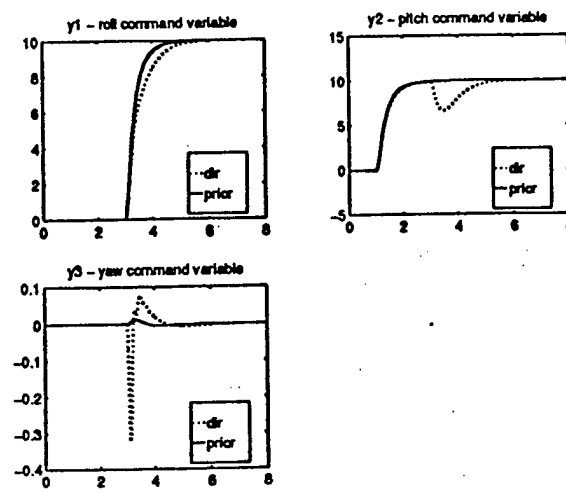 y1 - roll command variable
10
8
6
4
2
0
0 2 4 6 8
dir
prior
y2 - pitch command variable
15
10
5
0
-5
0 2 4 6 8
dir
prior
y3 - yaw command variable
0.1
0
-0.1
-0.2
-0.3
-0.4
0 2 4 6 8
dir
prior